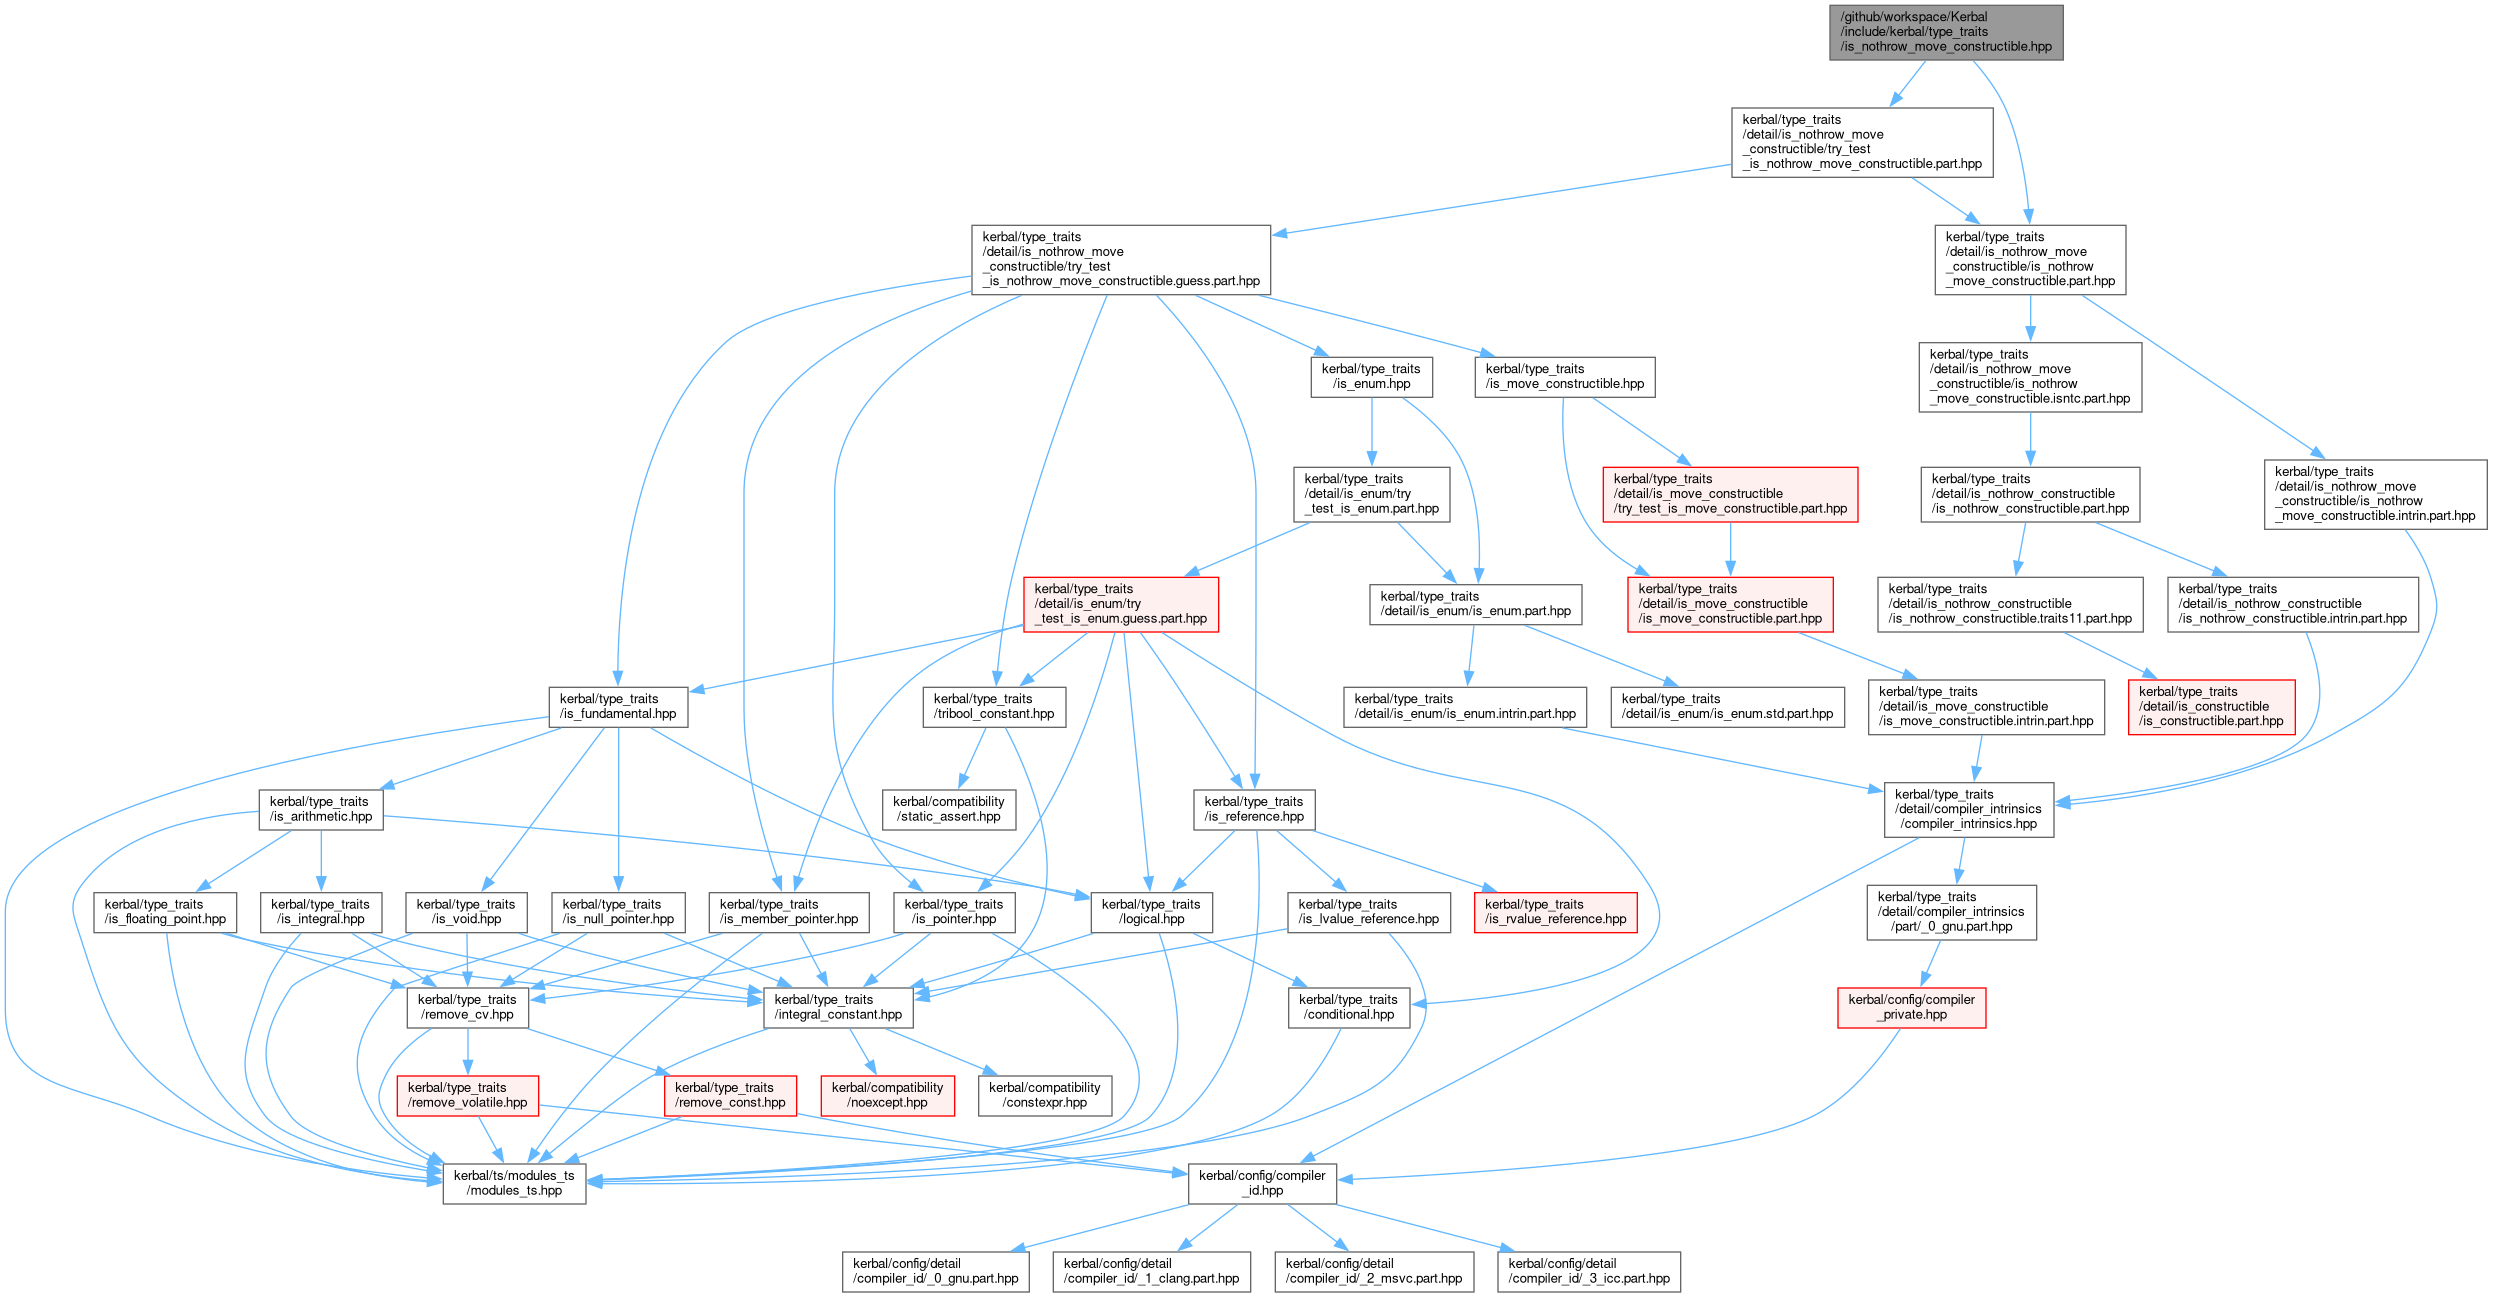 /github/workspace/Kerbal
/include/kerbal/type_traits
/is_nothrow_move_constructible.hpp
kerbal/type_traits
/detail/is_nothrow_move
_constructible/try_test
_is_nothrow_move_constructible.part.hpp
kerbal/type_traits
/detail/is_nothrow_move
_constructible/try_test
_is_nothrow_move_constructible.guess.part.hpp
kerbal/type_traits
/detail/is_nothrow_move
_constructible/is_nothrow
_move_constructible.part.hpp
kerbal/type_traits
/is_enum.hpp
kerbal/type_traits
/is_move_constructible.hpp
kerbal/type_traits
/detail/is_nothrow_move
_constructible/is_nothrow
_move_constructible.isntc.part.hpp
kerbal/type_traits
/detail/is_enum/try
_test_is_enum.part.hpp
kerbal/type_traits
/detail/is_move_constructible
/try_test_is_move_constructible.part.hpp
kerbal/type_traits
/detail/is_nothrow_constructible
/is_nothrow_constructible.part.hpp
kerbal/type_traits
/detail/is_nothrow_move
_constructible/is_nothrow
_move_constructible.intrin.part.hpp
kerbal/type_traits
/detail/is_enum/try
_test_is_enum.guess.part.hpp
kerbal/type_traits
/detail/is_enum/is_enum.part.hpp
kerbal/type_traits
/detail/is_move_constructible
/is_move_constructible.part.hpp
kerbal/type_traits
/detail/is_nothrow_constructible
/is_nothrow_constructible.traits11.part.hpp
kerbal/type_traits
/detail/is_nothrow_constructible
/is_nothrow_constructible.intrin.part.hpp
kerbal/type_traits
/is_fundamental.hpp
kerbal/type_traits
/tribool_constant.hpp
kerbal/type_traits
/detail/is_enum/is_enum.intrin.part.hpp
kerbal/type_traits
/detail/is_enum/is_enum.std.part.hpp
kerbal/type_traits
/detail/is_move_constructible
/is_move_constructible.intrin.part.hpp
kerbal/type_traits
/detail/is_constructible
/is_constructible.part.hpp
kerbal/type_traits
/is_arithmetic.hpp
kerbal/compatibility
/static_assert.hpp
kerbal/type_traits
/is_reference.hpp
kerbal/type_traits
/detail/compiler_intrinsics
/compiler_intrinsics.hpp
kerbal/type_traits
/is_floating_point.hpp
kerbal/type_traits
/is_integral.hpp
kerbal/type_traits
/is_void.hpp
kerbal/type_traits
/is_null_pointer.hpp
kerbal/type_traits
/is_member_pointer.hpp
kerbal/type_traits
/is_pointer.hpp
kerbal/type_traits
/logical.hpp
kerbal/type_traits
/is_lvalue_reference.hpp
kerbal/type_traits
/is_rvalue_reference.hpp
kerbal/type_traits
/detail/compiler_intrinsics
/part/_0_gnu.part.hpp
kerbal/type_traits
/remove_cv.hpp
kerbal/type_traits
/integral_constant.hpp
kerbal/type_traits
/conditional.hpp
kerbal/config/compiler
_private.hpp
kerbal/type_traits
/remove_volatile.hpp
kerbal/type_traits
/remove_const.hpp
kerbal/compatibility
/noexcept.hpp
kerbal/compatibility
/constexpr.hpp
kerbal/ts/modules_ts
/modules_ts.hpp
kerbal/config/compiler
_id.hpp
kerbal/config/detail
/compiler_id/_0_gnu.part.hpp
kerbal/config/detail
/compiler_id/_1_clang.part.hpp
kerbal/config/detail
/compiler_id/_2_msvc.part.hpp
kerbal/config/detail
/compiler_id/_3_icc.part.hpp